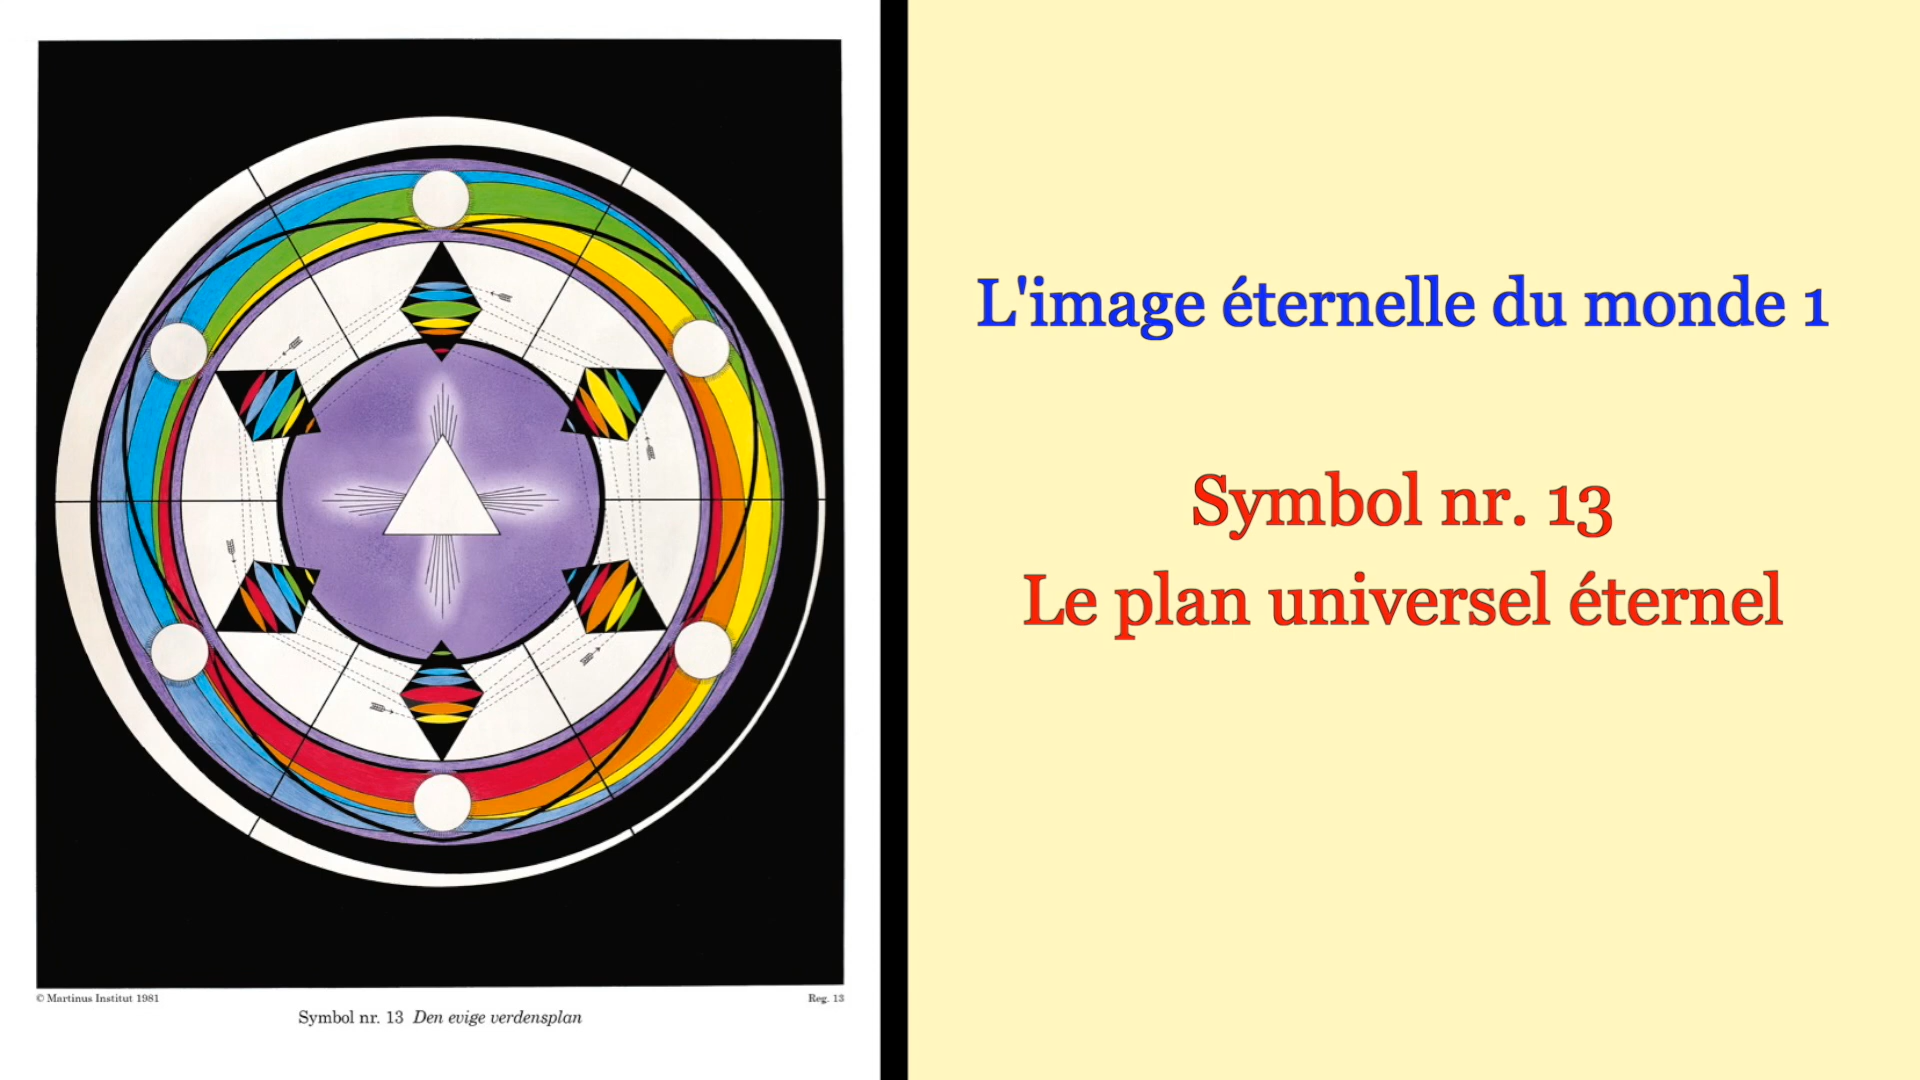 © Martinus Institut 1981
Reg. 13
Symbol nr. 13 Den evige verdensplan
L'image éternelle du monde 1
Symbol nr. 13
Le plan universel éternel